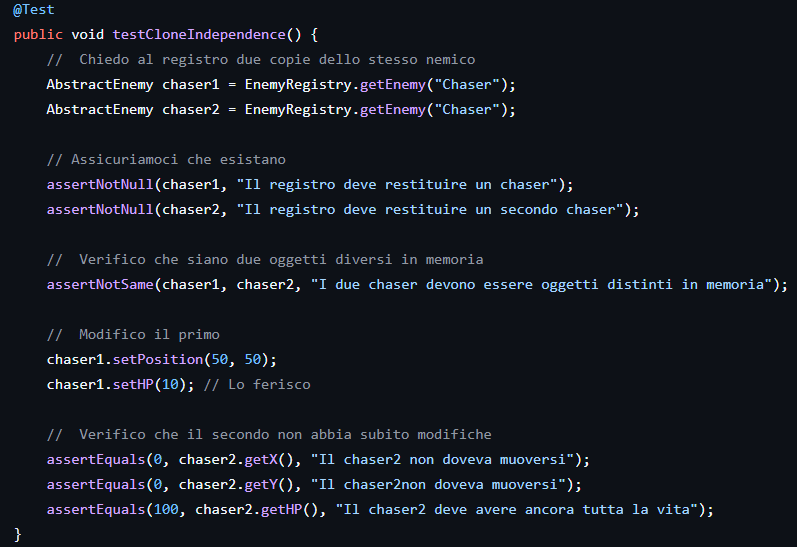 @Test
public void testCloneIndependence() {
    //  Chiedo al registro due copie dello stesso nemico
    AbstractEnemy chaser1 = EnemyRegistry.getEnemy("Chaser");
    AbstractEnemy chaser2 = EnemyRegistry.getEnemy("Chaser");

    // Assicuriamoci che esistano
    assertNotNull(chaser1, "Il registro deve restituire un chaser");
    assertNotNull(chaser2, "Il registro deve restituire un secondo chaser");

    //  Verifico che siano due oggetti diversi in memoria
    assertNotSame(chaser1, chaser2, "I due chaser devono essere oggetti distinti in memoria");

    //  Modifico il primo
    chaser1.setPosition(50, 50);
    chaser1.setHP(10); // Lo ferisco

    //  Verifico che il secondo non abbia subito modifiche
    assertEquals(0, chaser2.getX(), "Il chaser2 non doveva muoversi");
    assertEquals(0, chaser2.getY(), "Il chaser2non doveva muoversi");
    assertEquals(100, chaser2.getHP(), "Il chaser2 deve avere ancora tutta la vita");
}